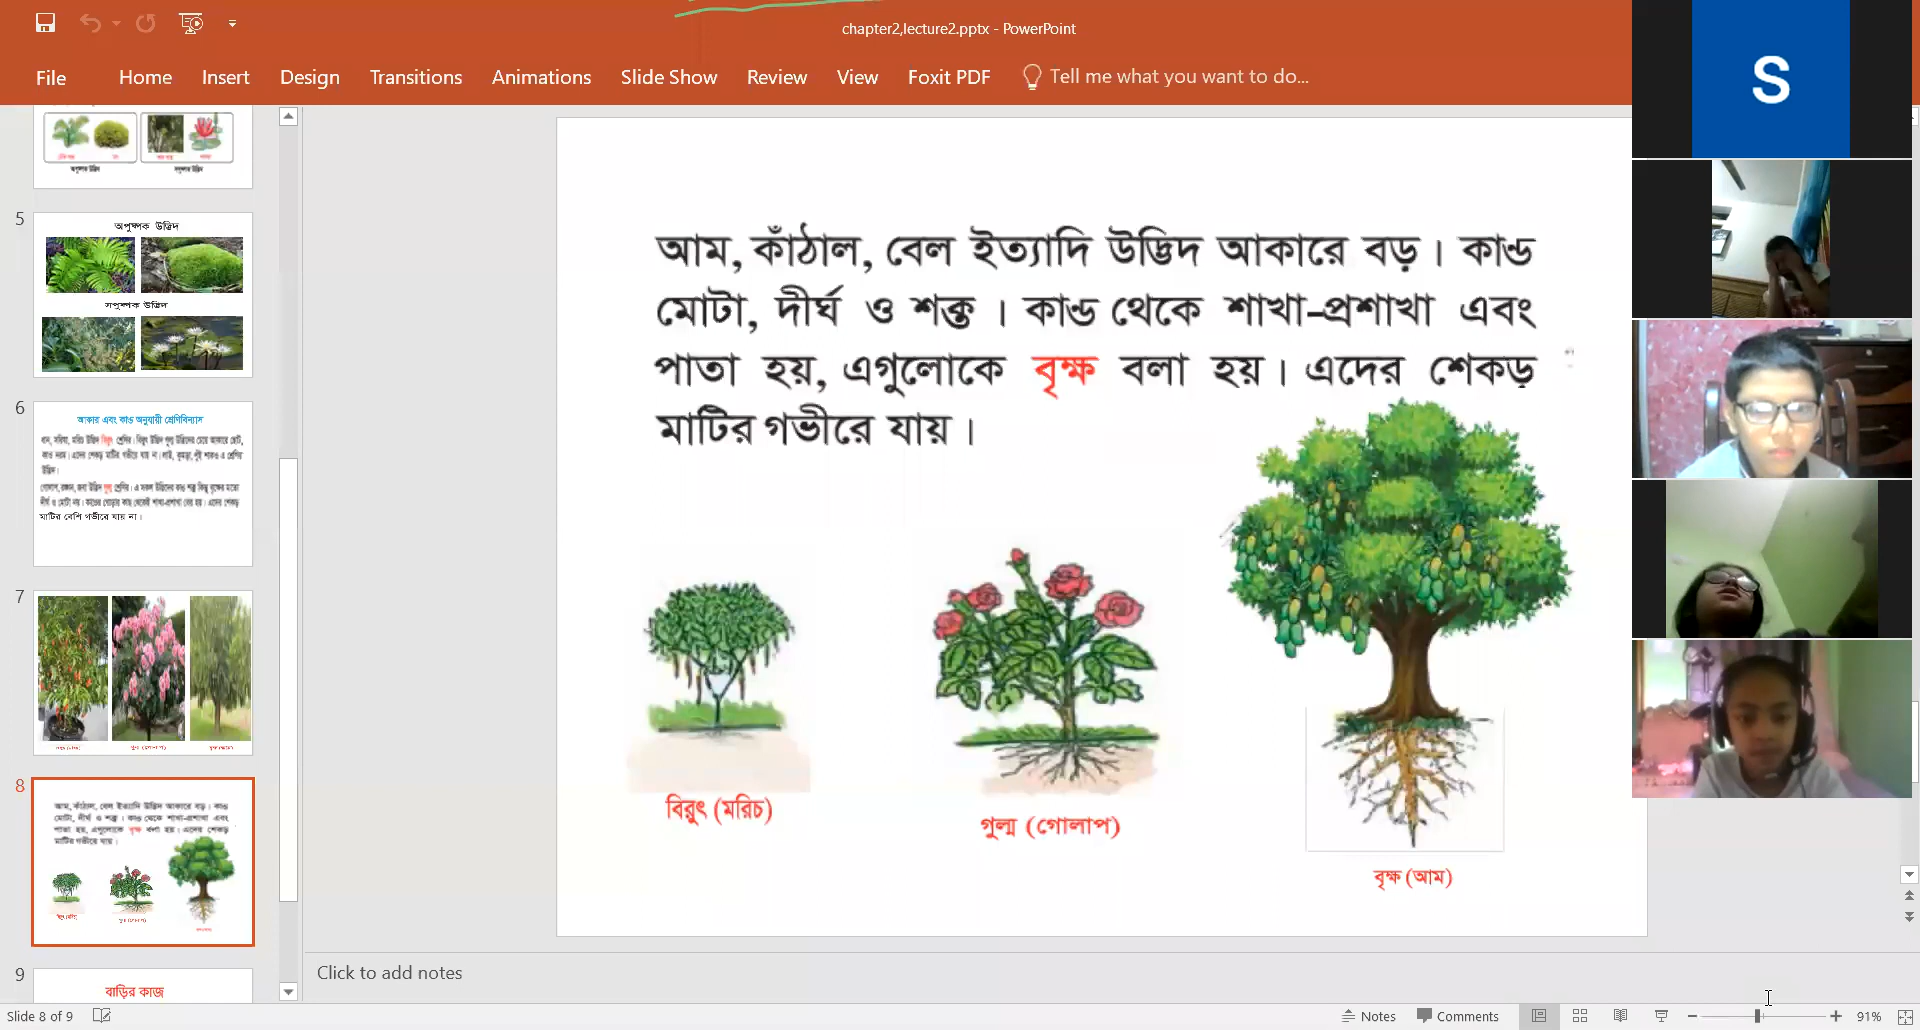 chapter2,lecture2.pptx - PowerPoint
File Home Insert Design Transitions Animations Slide Show Review View Foxit PDF Tell me what you want to do...
S
অপুষ্পক উদ্ভিদ
সপুষ্পক উদ্ভিদ
5
6
আকার এবং কাণ্ড অনুযায়ী শ্রেণিবিন্যাস
মাটির বেশি গভীরে যায় না।
7
8
9
বাড়ির কাজ
আম, কাঁঠাল, বেল ইত্যাদি উদ্ভিদ আকারে বড়। কাণ্ড
মোটা, দীর্ঘ ও শক্ত। কাণ্ড থেকে শাখা-প্রশাখা এবং
পাতা হয়, এগুলোকে বৃক্ষ বলা হয়। এদের শেকড়
মাটির গভীরে যায়।
বিরুৎ (মরিচ)
গুল্ম (গোলাপ)
বৃক্ষ (আম)
Click to add notes
Slide 8 of 9
Notes Comments 91%